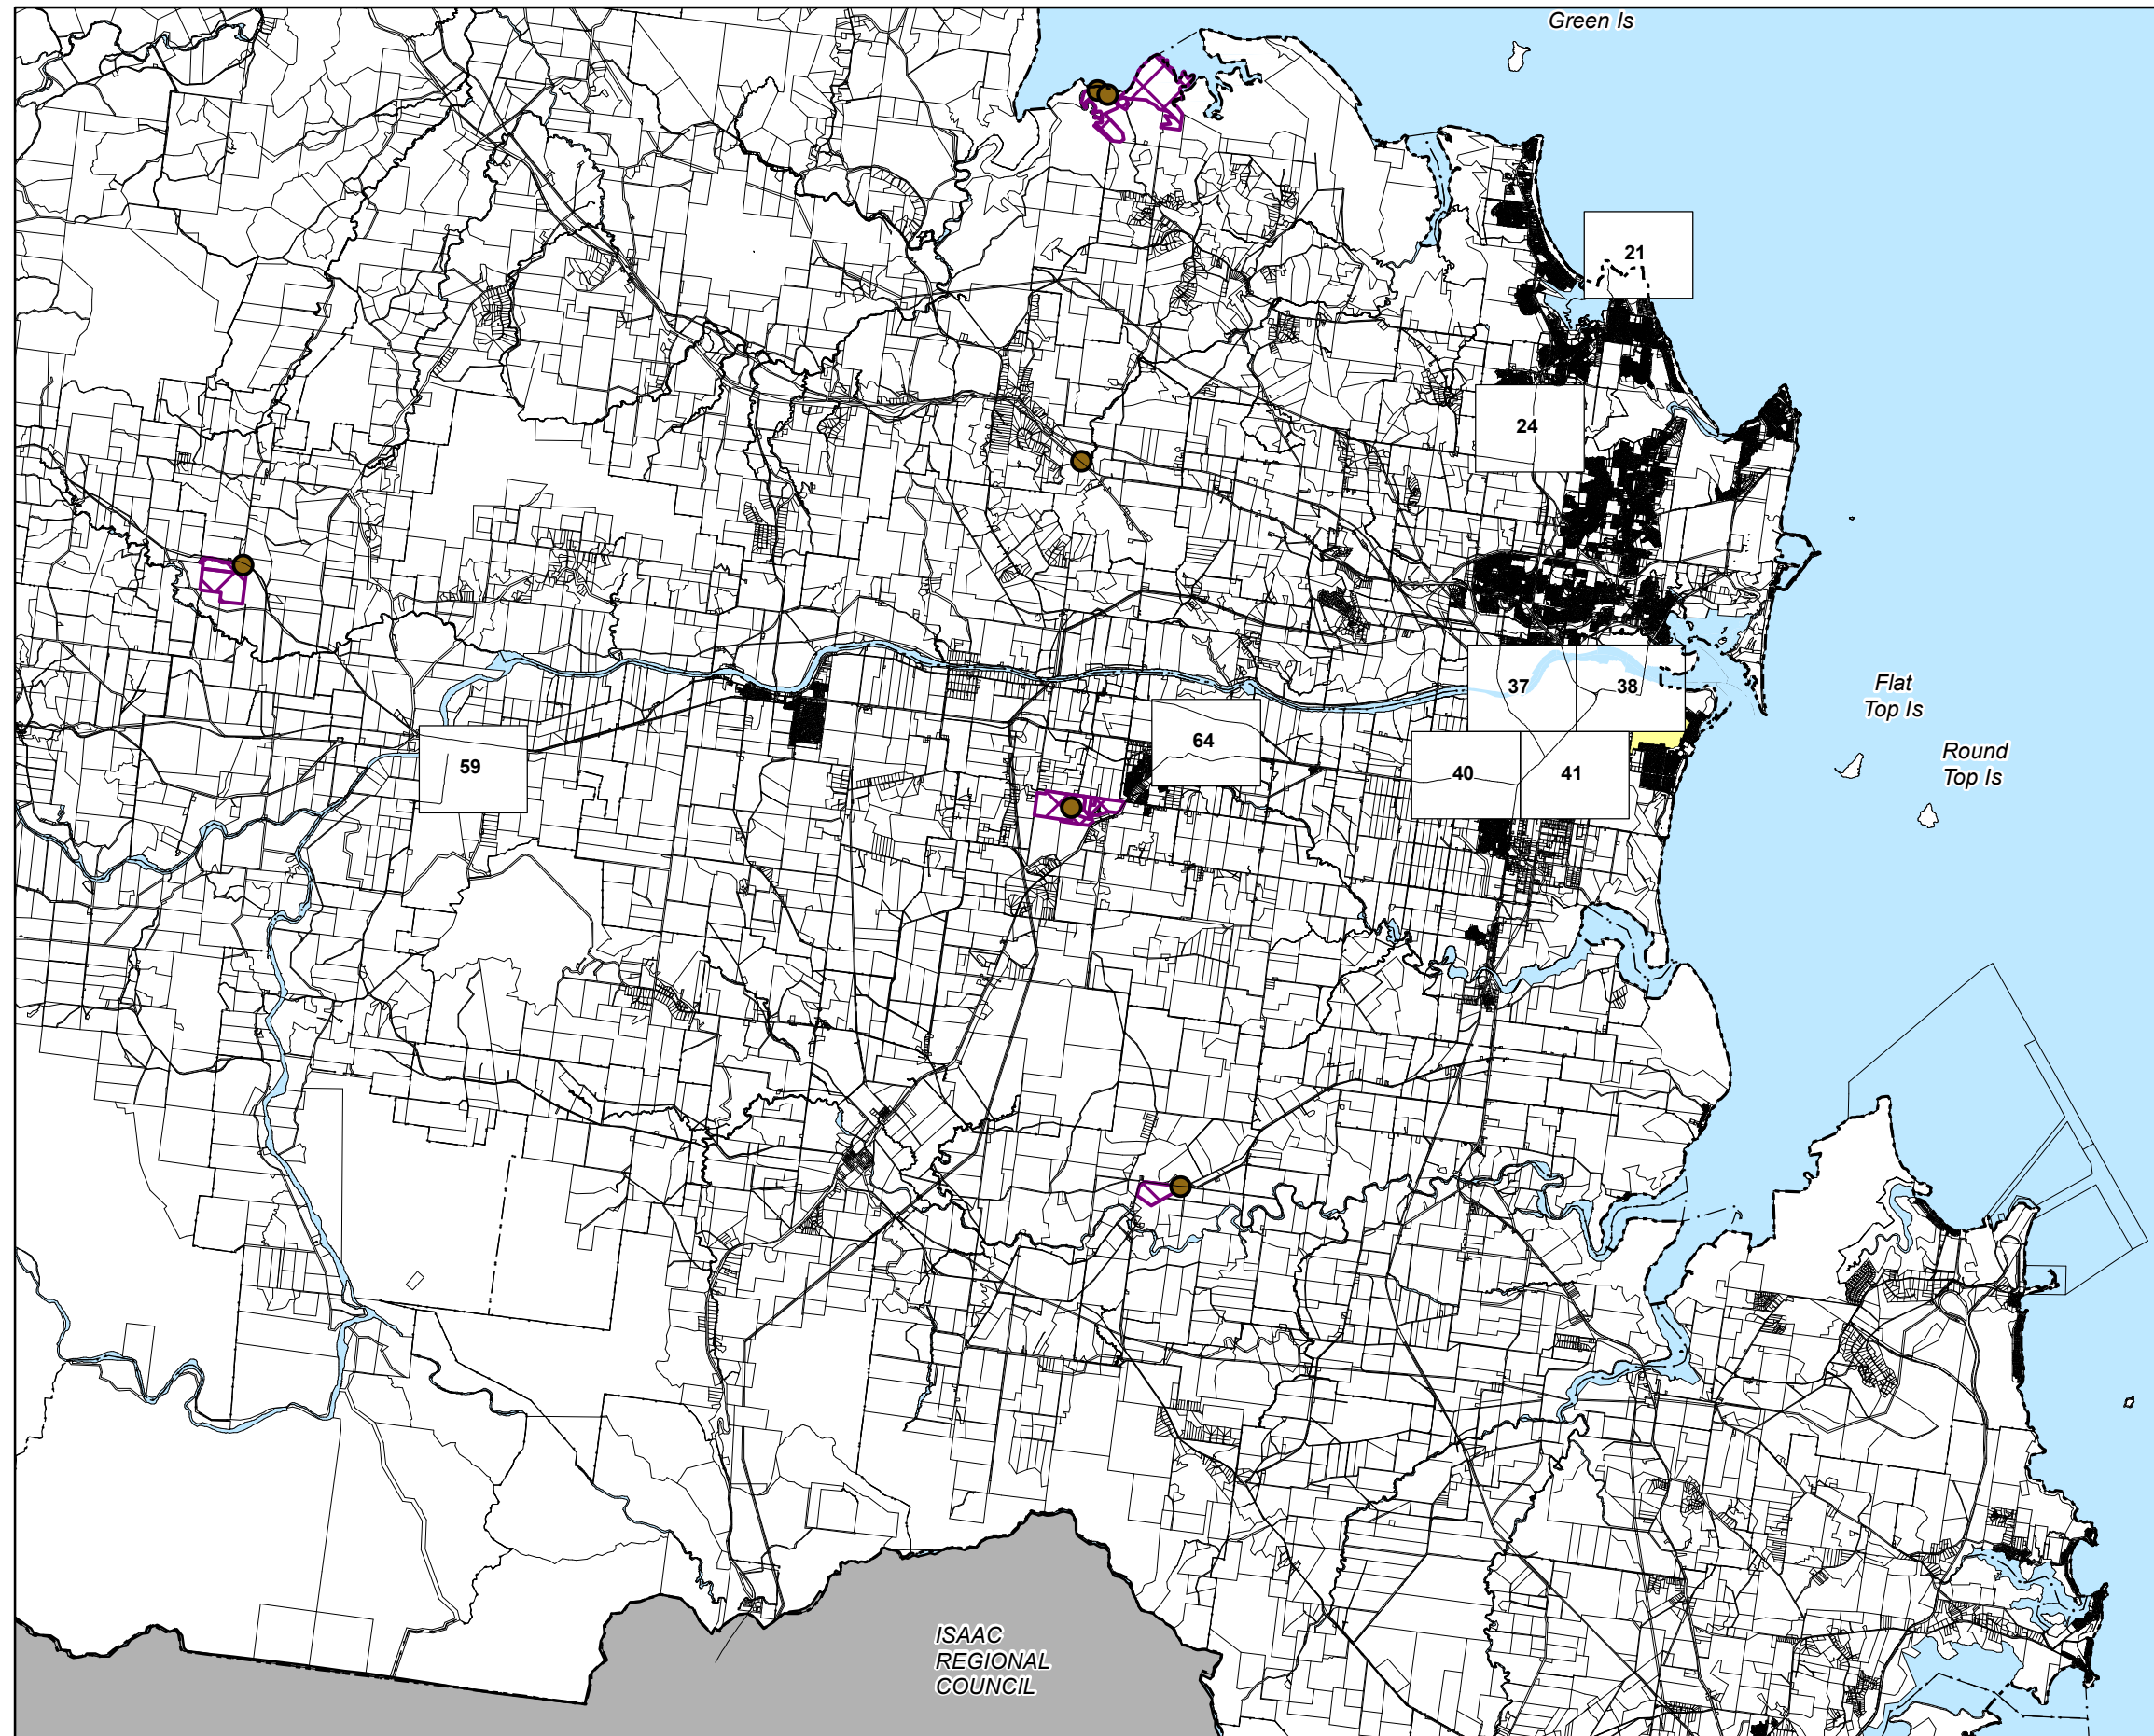 Green Is
21
24
37
38
Flat
Top Is
64
Round
Top Is
59
40
41
ISAAC
REGIONAL
COUNCIL